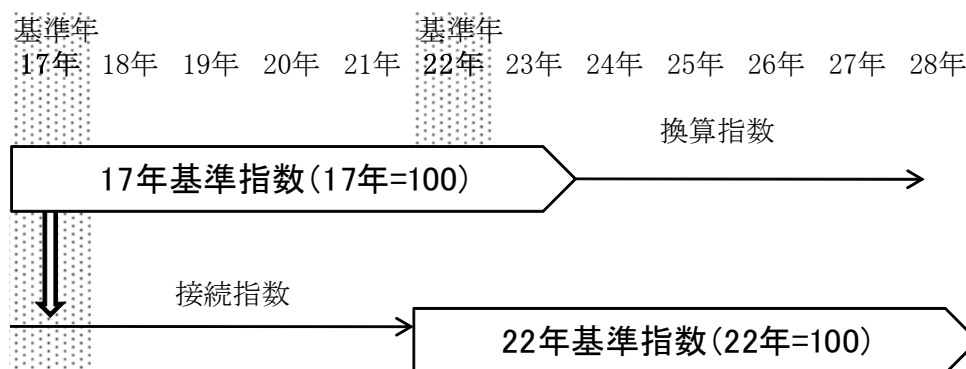 基準年 基準年
17年 18年 19年 20年 21年 22年 23年 24年 25年 26年 27年 28年
換算指数
17年基準指数(17年=100)
接続指数
22年基準指数(22年=100)